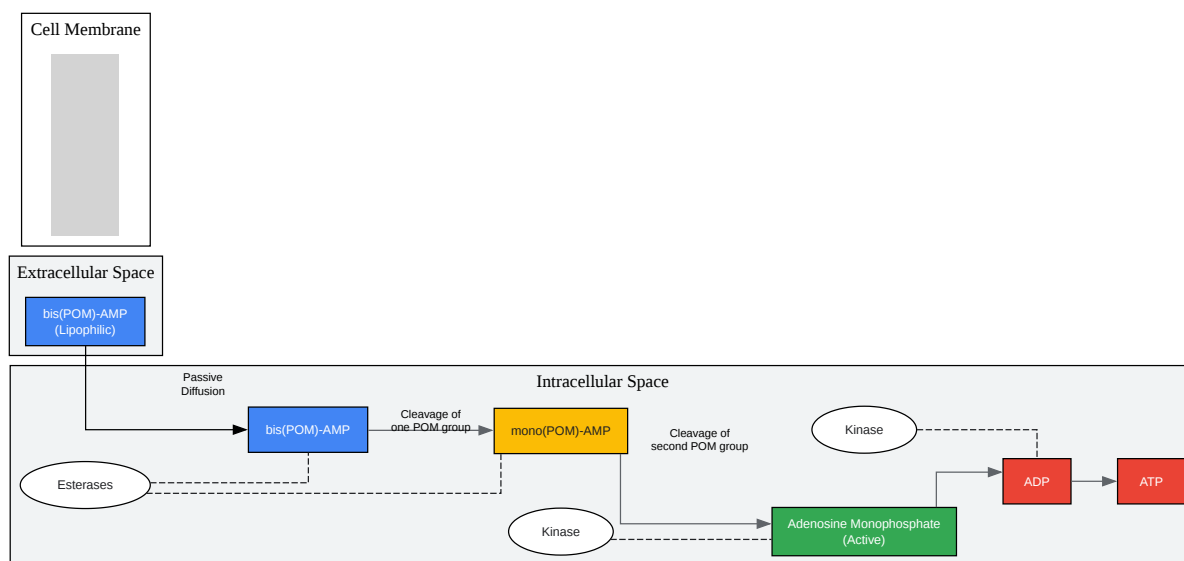 Cell Membrane
Extracellular Space
bis(POM)-AMP
(Lipophilic)
Intracellular Space
Passive
Diffusion
bis(POM)-AMP
Cleavage of
one POM group
mono(POM)-AMP
Cleavage of
second POM group
Kinase
Esterases
ADP
ATP
Kinase
Adenosine Monophosphate
(Active)